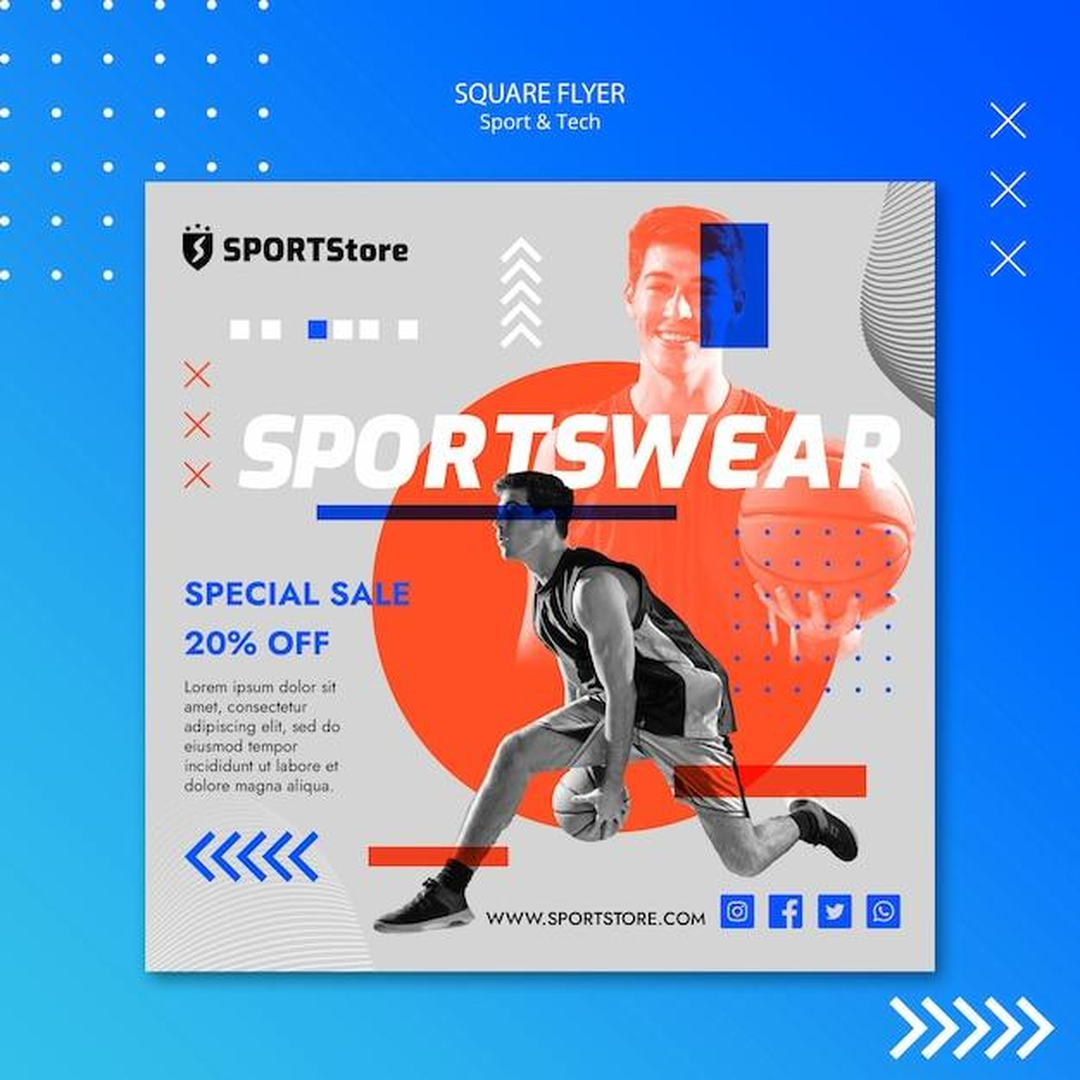 SQUARE FLYER
Sport & Tech
SPORTStore
SPORTSWEAR
SPECIAL SALE
20% OFF
Lorem ipsum dolor sit
amet, consectetur
adipiscing elit, sed do
eiusmod tempor
incididunt ut labore et
dolore magna aliqua.
WWW.SPORTSTORE.COM